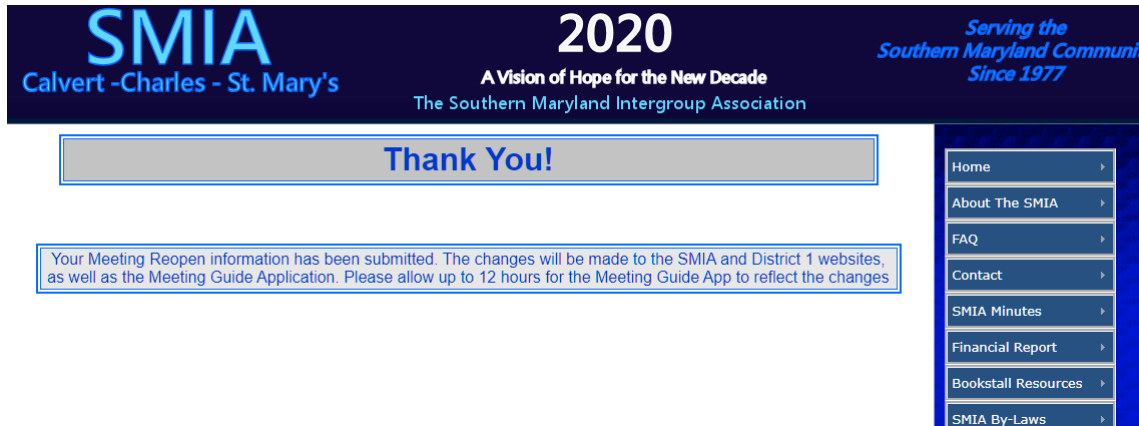 SMIA
Calvert -Charles - St. Mary's
2020
A Vision of Hope for the New Decade
The Southern Maryland Intergroup Association
Serving the
Southern Maryland
Since 1977
Thank You!
Your Meeting Reopen information has been submitted. The changes will be made to the SMIA and District 1 websites,
as well as the Meeting Guide Application. Please allow up to 12 hours for the Meeting Guide App to reflect the changes
Home
About The SMIA
FAQ
Contact
SMIA Minutes
Financial Report
Bookstall Resources
SMIA By-Laws